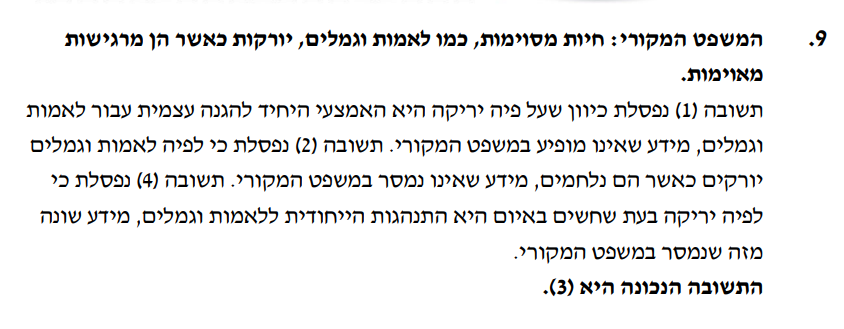 9. המשפט המקורי: חיות מסוימות, כמו לאמות וגמלים, יורקות כאשר הן מרגישות
מאוימות.
תשובה (1) נפסלת כיוון שעל פיה יריקה היא האמצעי היחיד להגנה עצמית עבור לאמות
וגמלים, מידע שאינו מופיע במשפט המקורי. תשובה (2) נפסלת כי לפיה לאמות וגמלים
יורקים כאשר הם נלחמים, מידע שאינו נמסר במשפט המקורי. תשובה (4) נפסלת כי
לפיה יריקה בעת שחשים באיום היא התנהגות הייחודית ללאמות וגמלים, מידע שונה
מזה שנמסר במשפט המקורי.
התשובה הנכונה היא (3).